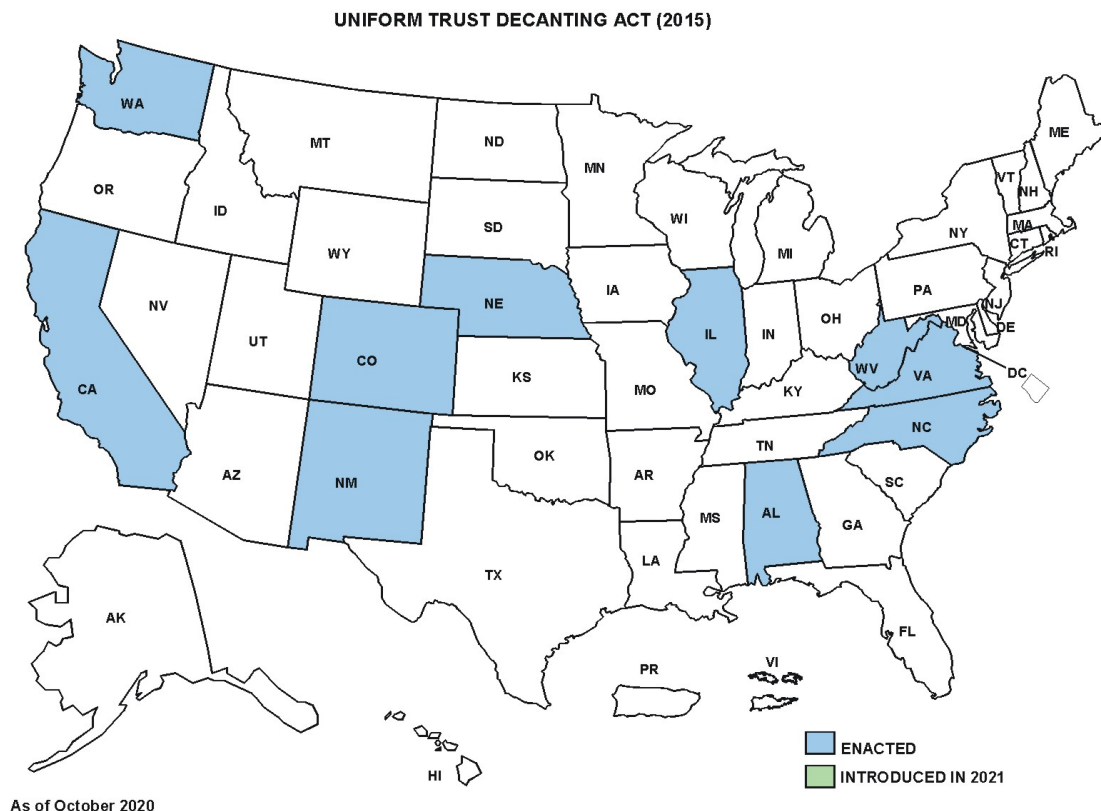 UNIFORM TRUST DECANTING ACT (2015)
WA
MT
ND
MN
ME
OR
ID
SD
WI
VT
NH
WY
MI
NY
MA
CT
RI
NV
NE
IA
PA
UT
CO
IL
IN
OH
NJ
MD
DE
CA
KS
MO
WV
VA
DC
KY
NC
AZ
NM
OK
TN
AR
SC
MS
AL
GA
TX
LA
AK
FL
PR
VI
HI
ENACTED
INTRODUCED IN 2021
As of October 2020